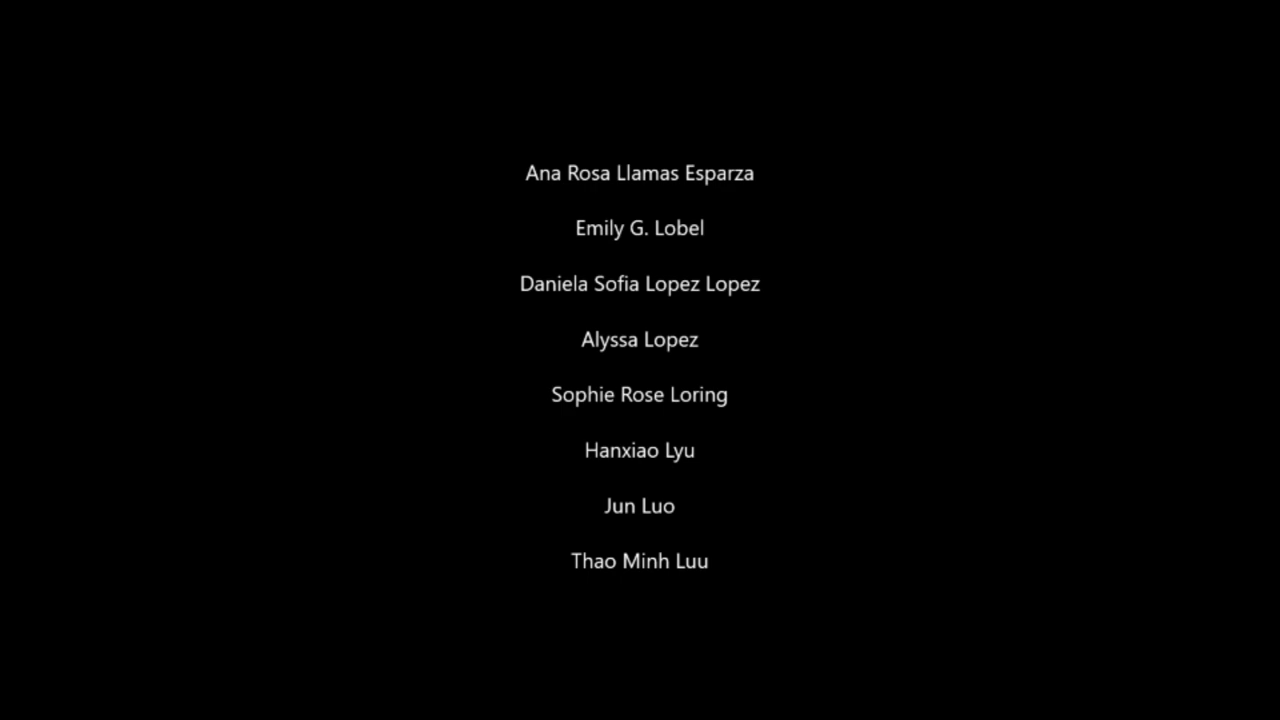 Ana Rosa Llamas Esparza
Emily G. Lobel
Daniela Sofia Lopez Lopez
Alyssa Lopez
Sophie Rose Loring
Hanxiao Lyu
Jun Luo
Thao Minh Luu